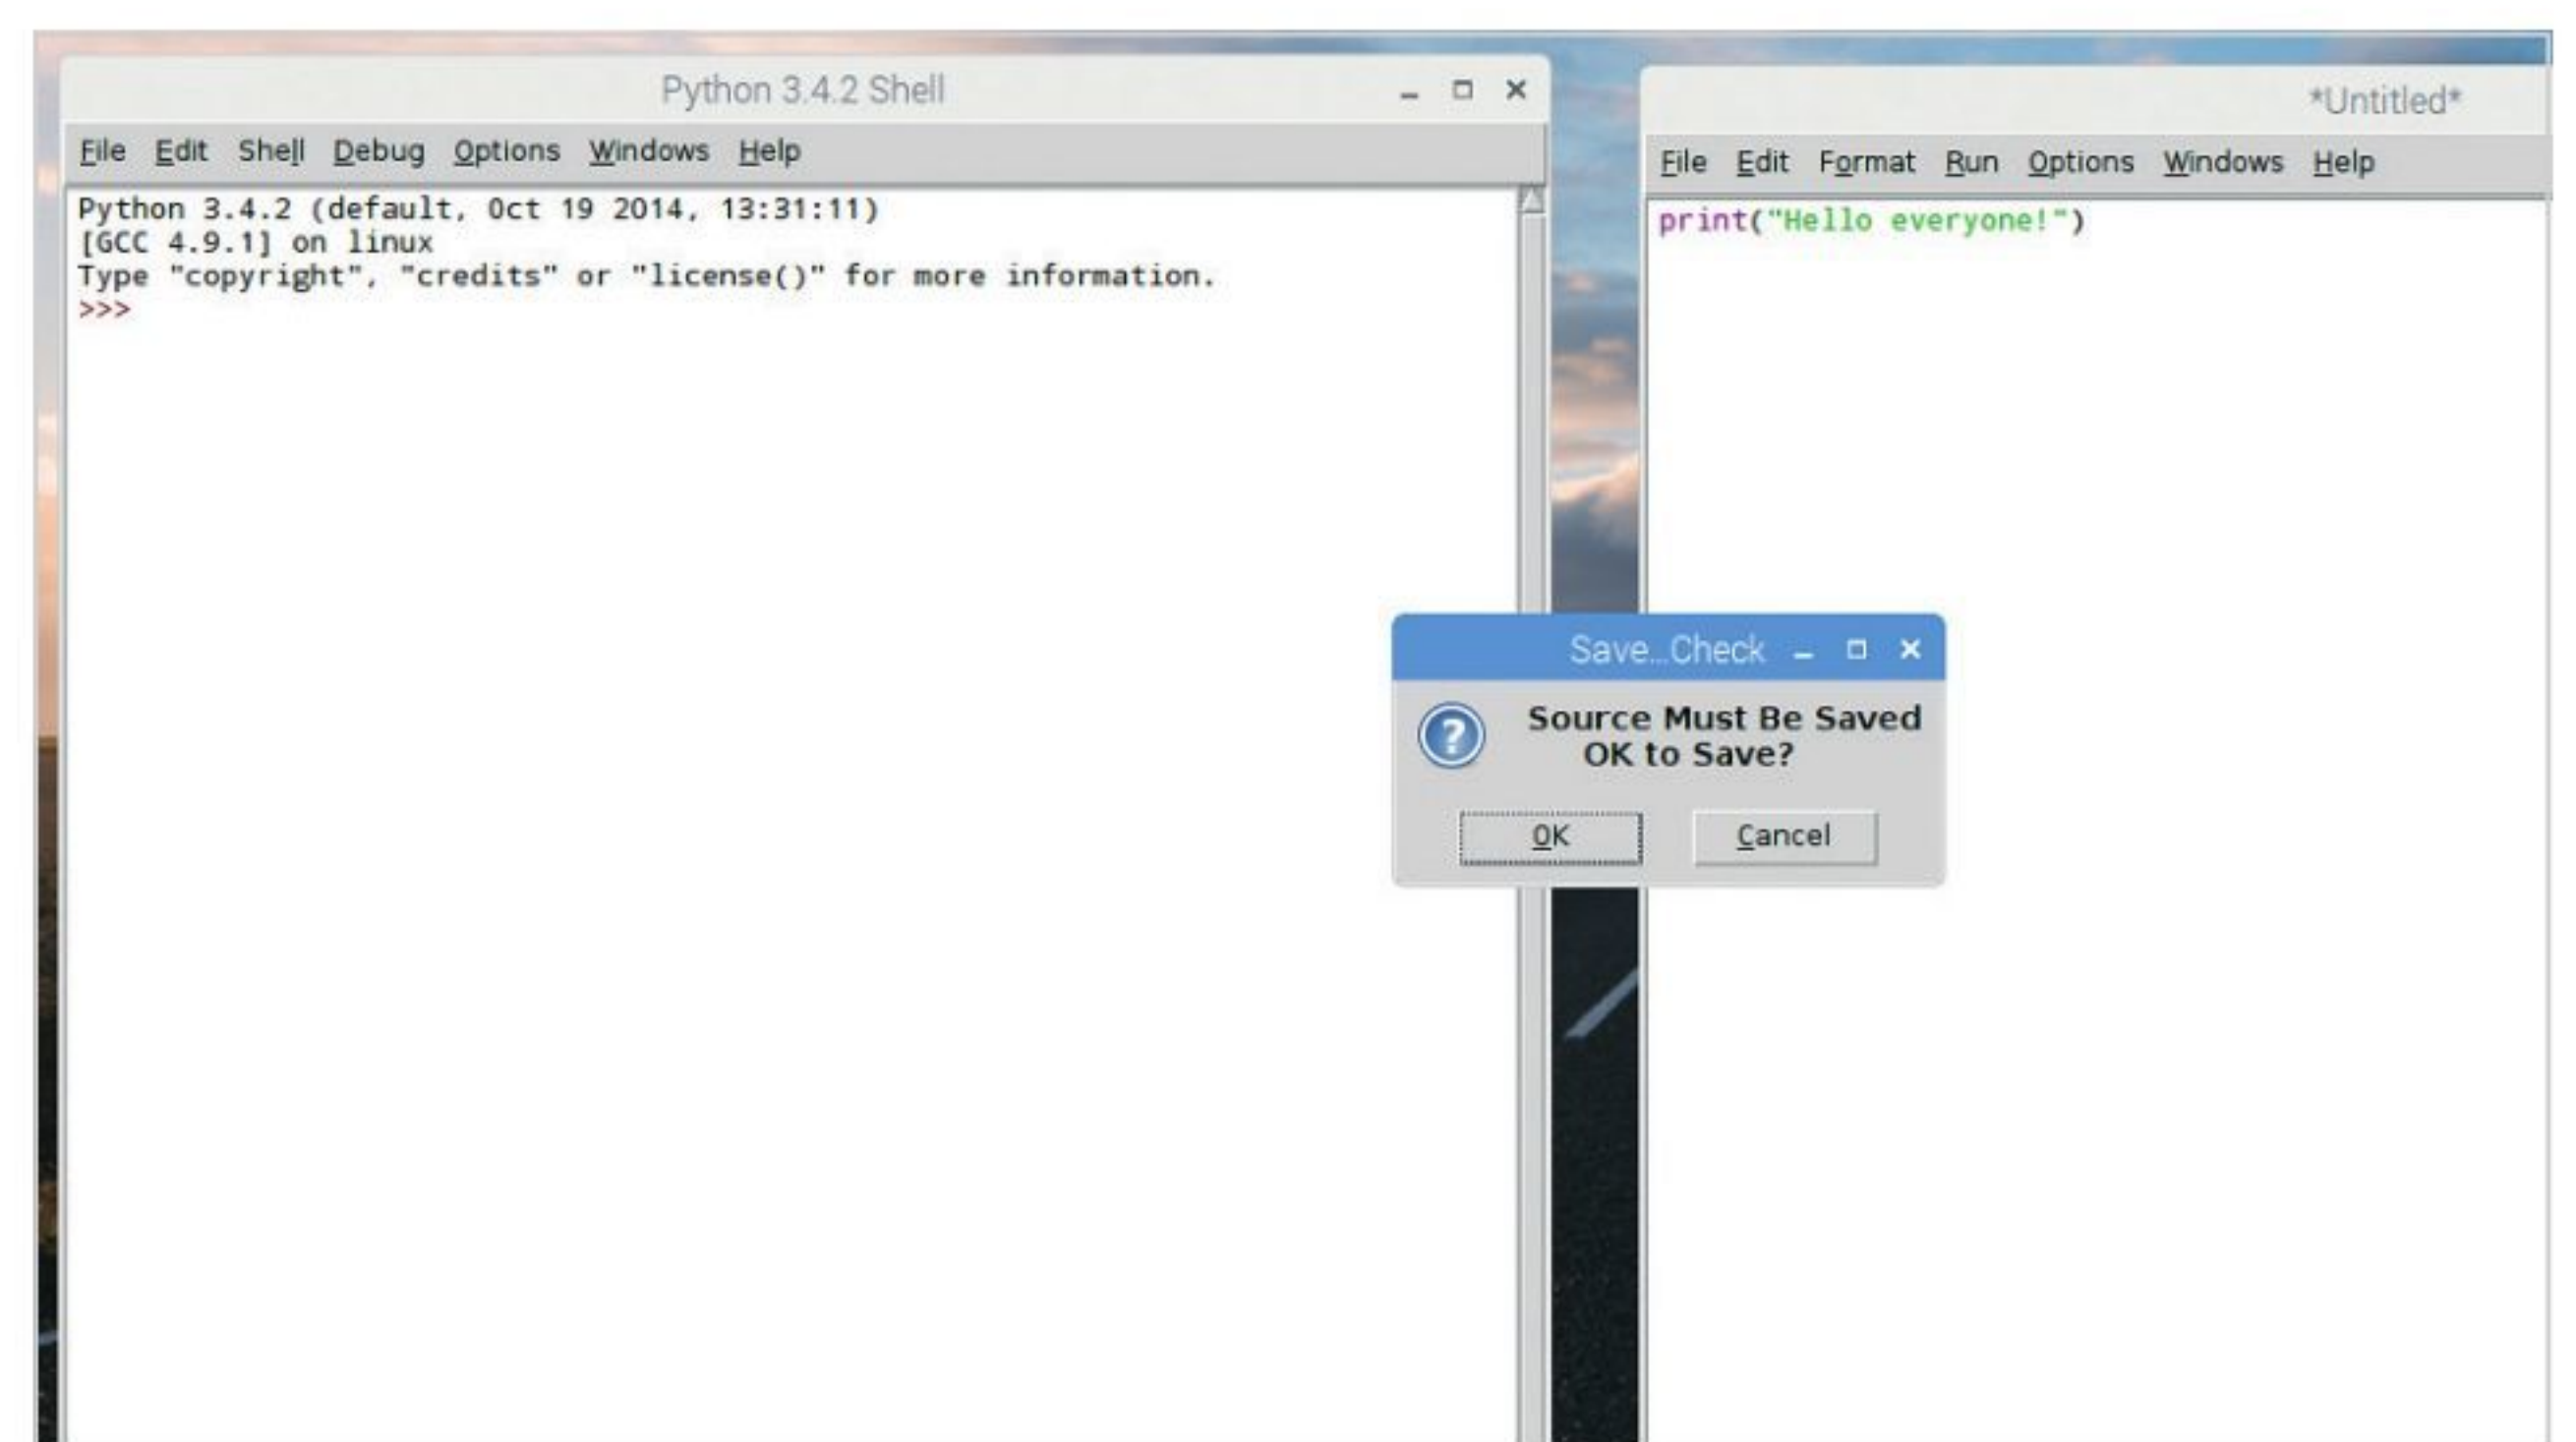 Python 3.4.2 Shell
File Edit Shell Debug Options Windows Help
Python 3.4.2 (default, Oct 19 2014, 13:31:11)
[GCC 4.9.1] on linux
Type "copyright", "credits" or "license()" for more information.
>>>
*Untitled*
File Edit Format Run Options Windows Help
print("Hello everyone!")
Save...Check
Source Must Be Saved
OK to Save?
OK Cancel